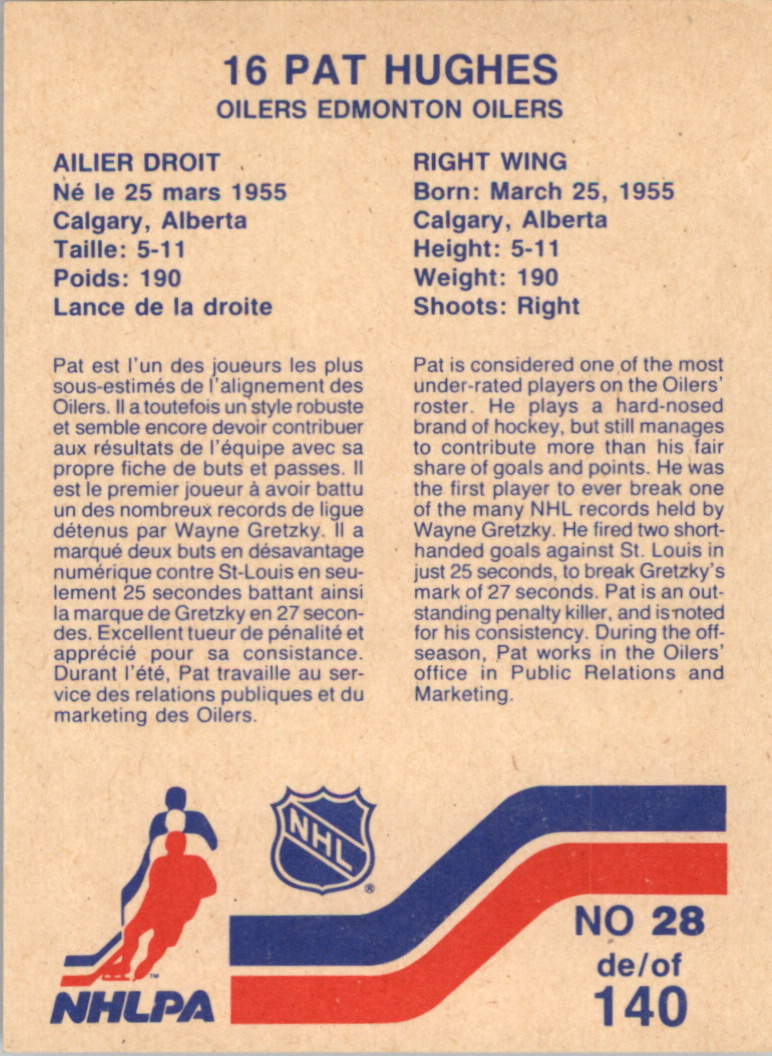 16 PAT HUGHES
OILERS EDMONTON OILERS
AILIER DROIT
Né le 25 mars 1955
Calgary, Alberta
Taille: 5-11
Poids: 190
Lance de la droite
Pat est l'un des joueurs les plus
sous-estimés de l'alignement des
Oilers. Il a toutefois un style robuste
et semble encore devoir contribuer
aux résultats de l'équipe avec sa
propre fiche de buts et passes. Il
est le premier joueur à avoir battu
un des nombreux records de ligue
détenus par Wayne Gretzky. Il a
marqué deux buts en désavantage
numérique contre St-Louis en seu-
lement 25 secondes battant ainsi
la marque de Gretzky en 27 secon-
des. Excellent tueur de pénalité et
apprécié pour sa consistance.
Durant l'été, Pat travaille au ser-
vice des relations publiques et du
marketing des Oilers.
RIGHT WING
Born: March 25, 1955
Calgary, Alberta
Height: 5-11
Weight: 190
Shoots: Right
Pat is considered one of the most
under-rated players on the Oilers'
roster. He plays a hard-nosed
brand of hockey, but still manages
to contribute more than his fair
share of goals and points. He was
the first player to ever break one
of the many NHL records held by
Wayne Gretzky. He fired two short-
handed goals against St. Louis in
just 25 seconds, to break Gretzky's
mark of 27 seconds. Pat is an out-
standing penalty killer, and is noted
for his consistency. During the off-
season, Pat works in the Oilers'
office in Public Relations and
Marketing.
NHL
®
TM
NHLPA
NO 28
de/of
140